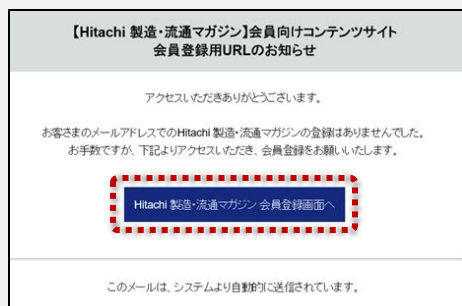 【Hitachi 製造・流通マガジン】会員向けコンテンツサイト
会員登録用URLのお知らせ
アクセスいただきありがとうございます。
お客さまのメールアドレスでのHitachi 製造・流通マガジンの登録はありませんでした。
お手数ですが、下記よりアクセスいただき、会員登録をお願いいたします。
Hitachi 製造・流通マガジン 会員登録画面へ
このメールは、システムより自動的に送信されています。